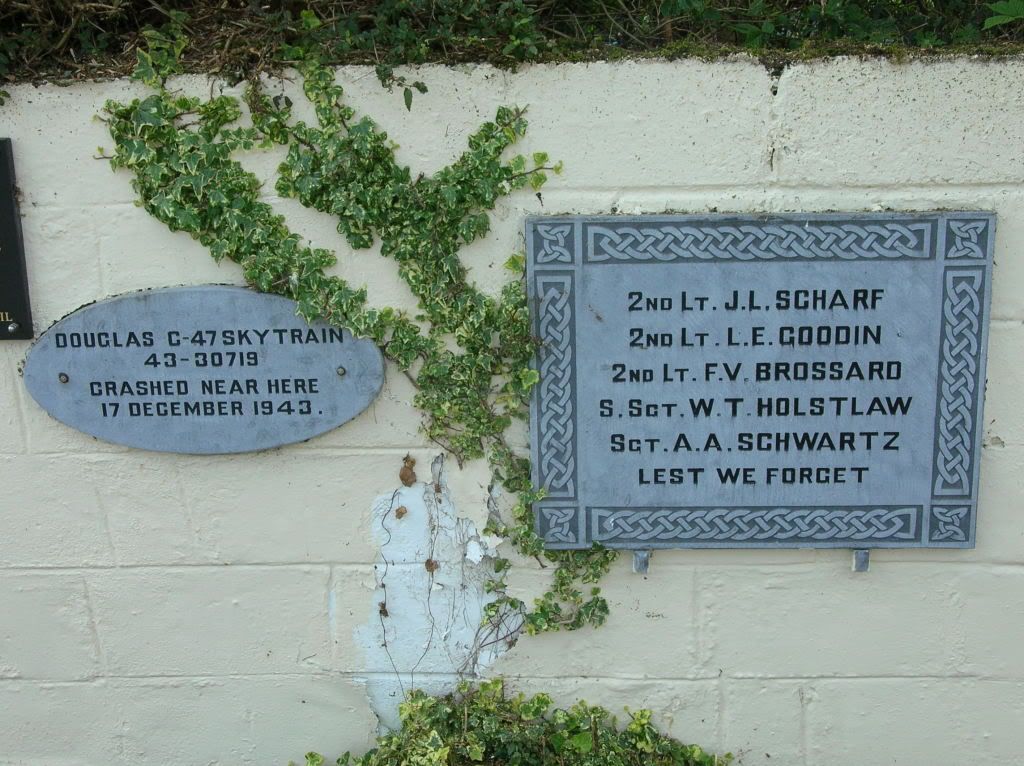 DOUGLAS C-47 SKYTRAIN
43-30719
CRASHED NEAR HERE
17 DECEMBER 1943.
2ND LT. J.L. SCHARF
2ND LT. L.E. GOODIN
2ND LT. F.V. BROSSARD
S.SGT. W.T. HOLSTLAW
SGT. A.A. SCHWARTZ
LEST WE FORGET